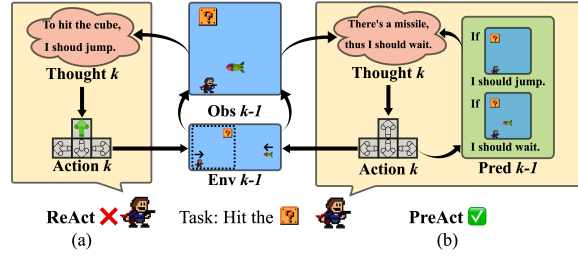 To hit the cube,
I shoud jump.
Thought k
Action k
?
Obs k-1
?
Env k-1
There's a missile,
thus I should wait.
Thought k
Action k
If
?
I should jump.
If
?
I should wait.
Pred k-1
ReAct
Task: Hit the ?
PreAct
(a)
(b)